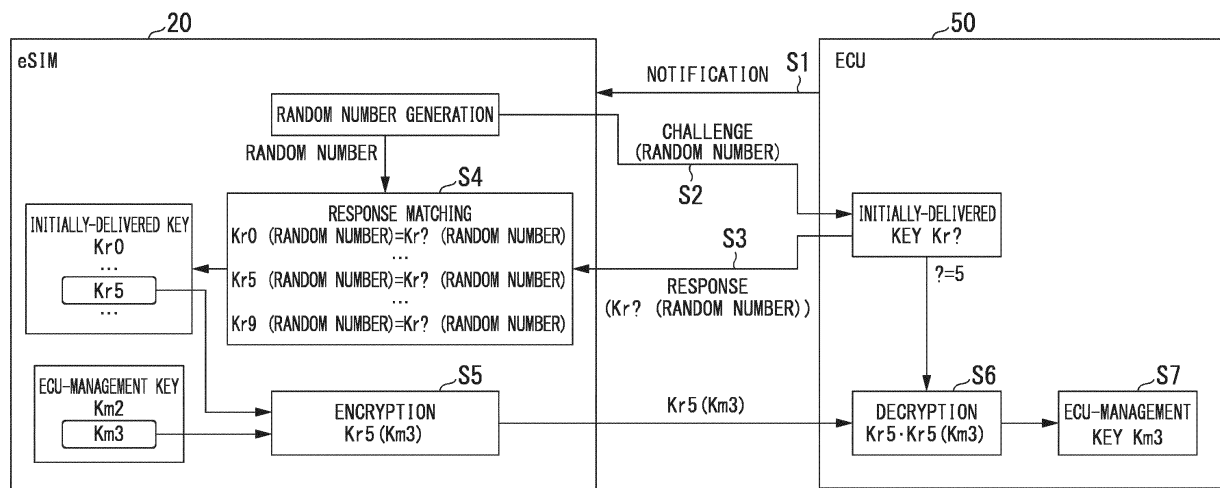 20
50
eSIM
ECU
NOTIFICATION
S1
RANDOM NUMBER GENERATION
RANDOM NUMBER
CHALLENGE
(RANDOM NUMBER)
S2
S4
RESPONSE MATCHING
Kr0 (RANDOM NUMBER)=Kr? (RANDOM NUMBER)
...
Kr5 (RANDOM NUMBER)=Kr? (RANDOM NUMBER)
...
Kr9 (RANDOM NUMBER)=Kr? (RANDOM NUMBER)
INITIALLY-DELIVERED KEY
Kr0
...
Kr5
...
INITIALLY-DELIVERED
KEY Kr?
S3
RESPONSE
(Kr? (RANDOM NUMBER))
?=5
ECU-MANAGEMENT KEY
Km2
Km3
S5
ENCRYPTION
Kr5(Km3)
Kr5(Km3)
S6
DECRYPTION
Kr5·Kr5(Km3)
S7
ECU-MANAGEMENT
KEY Km3